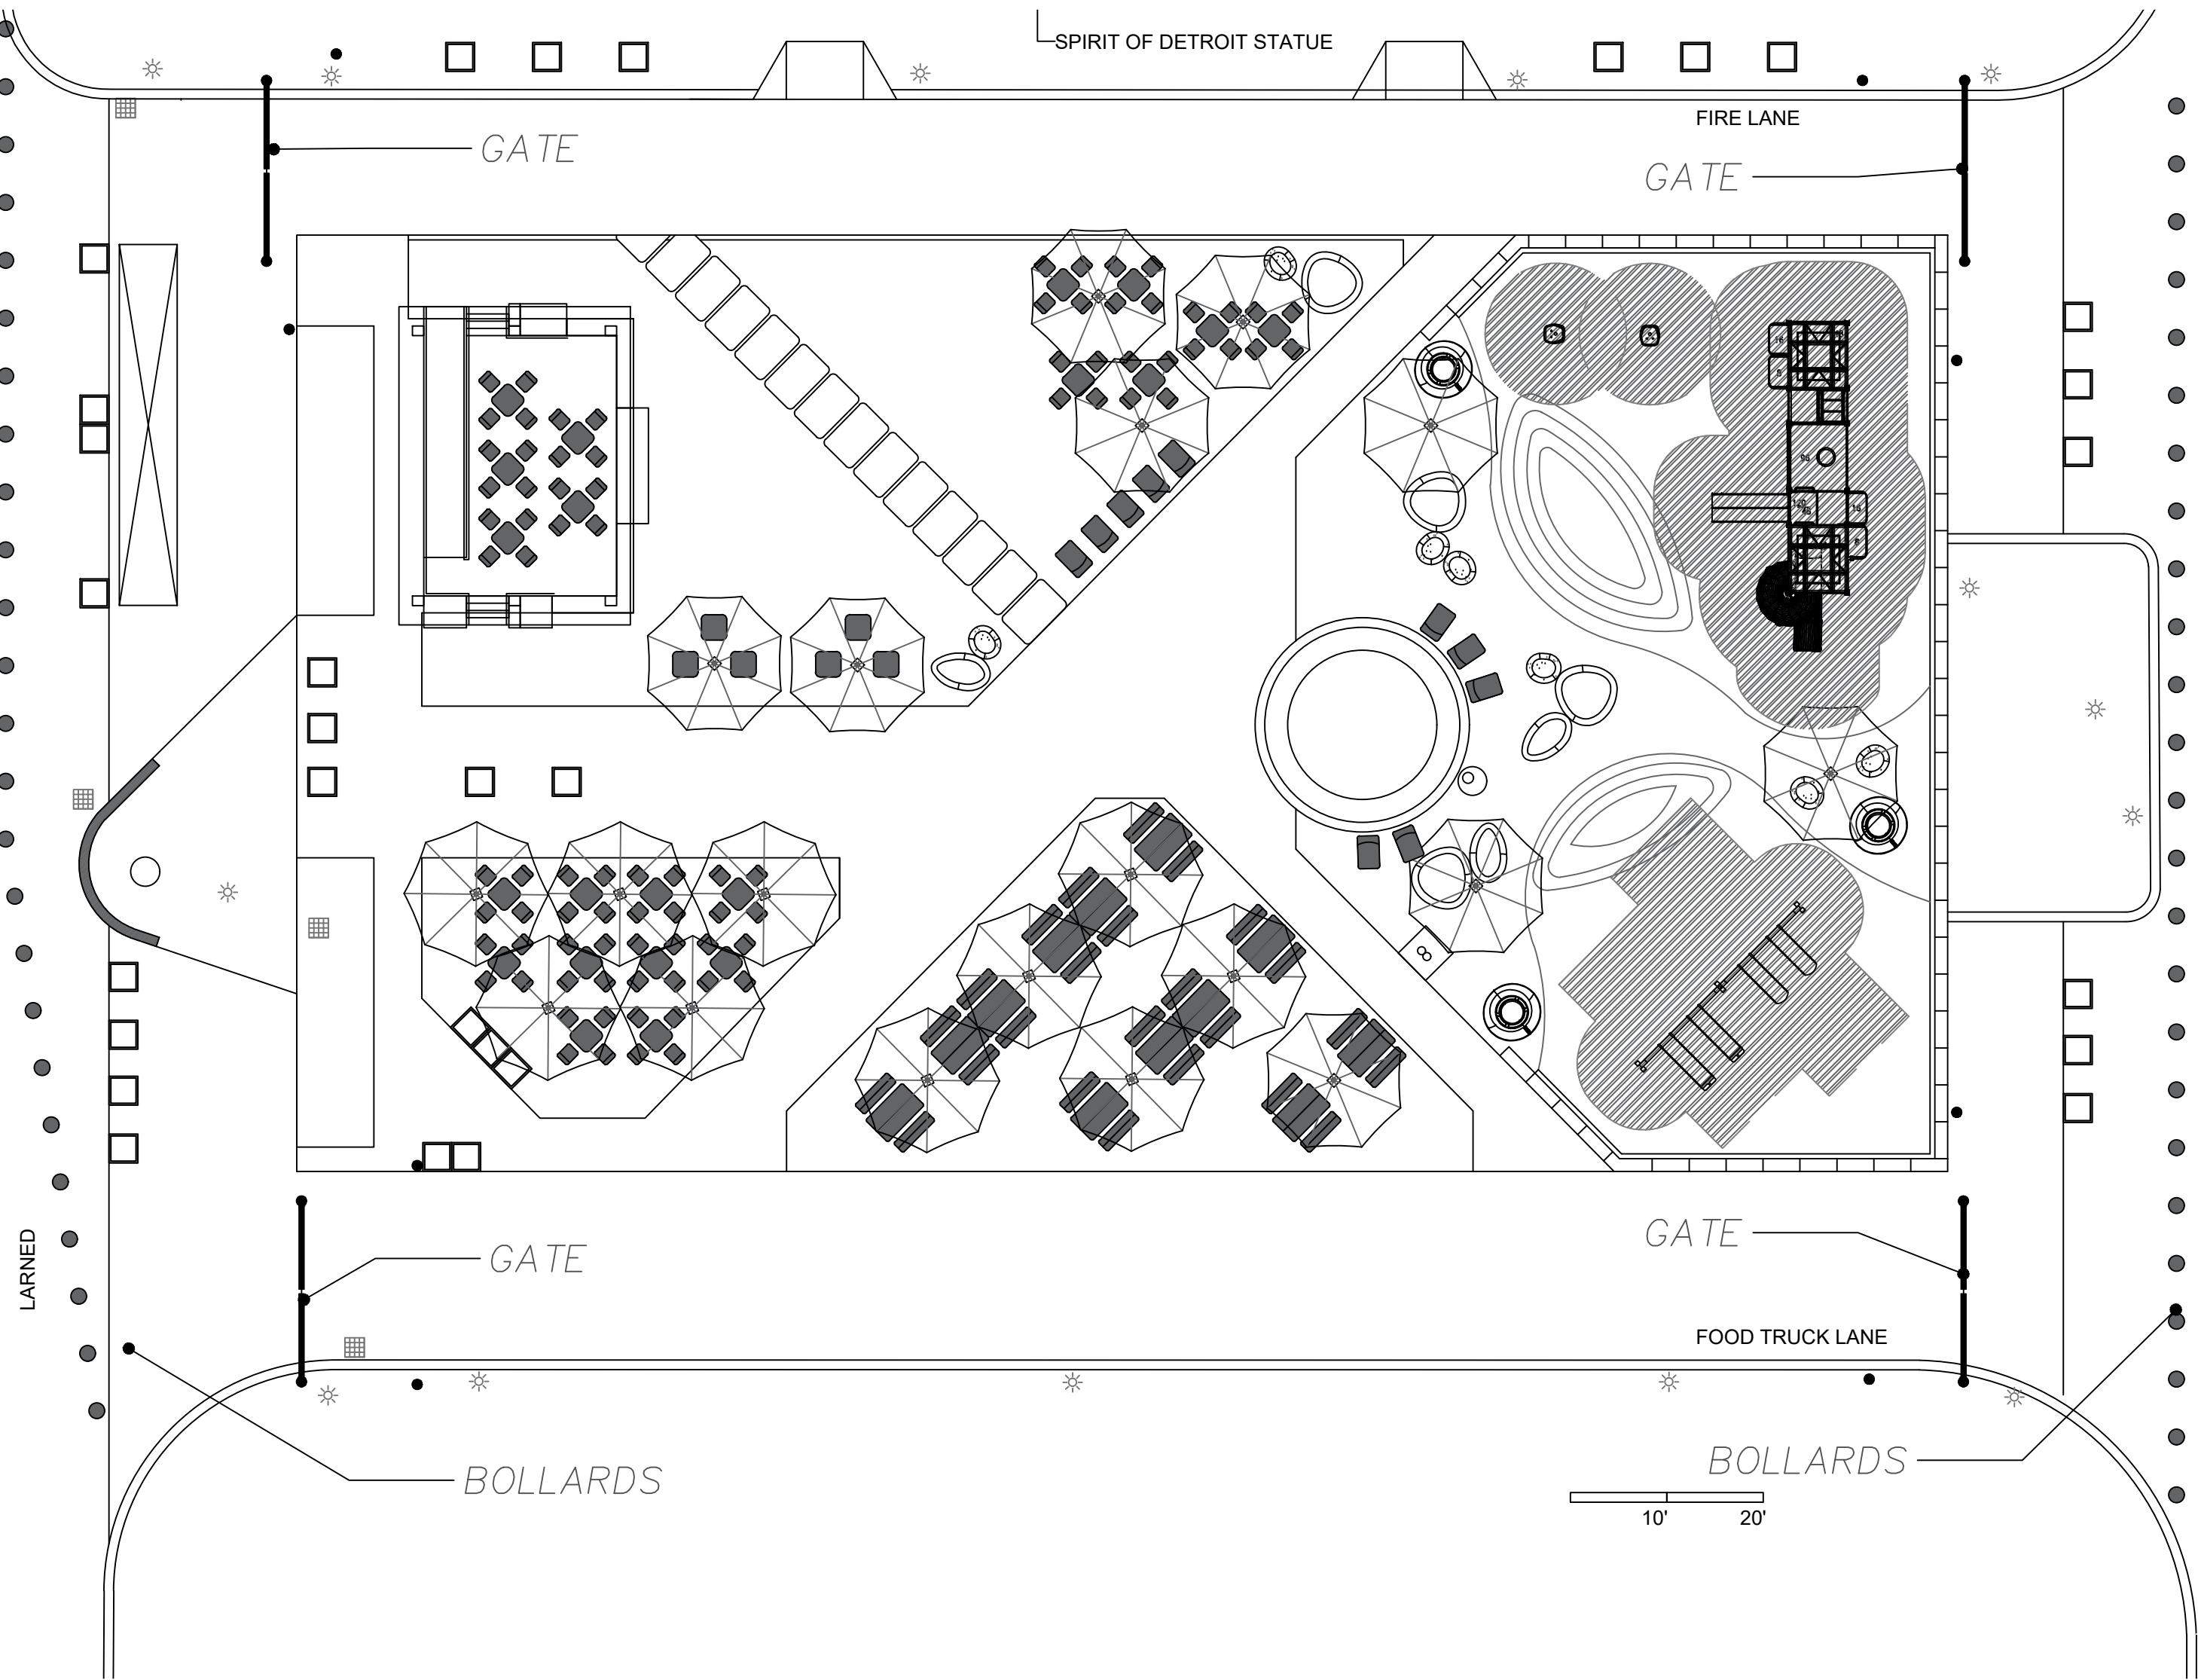 SPIRIT OF DETROIT STATUE
FIRE LANE
GATE
GATE
GATE
GATE
LARNED
FOOD TRUCK LANE
BOLLARDS
BOLLARDS
10' 20'